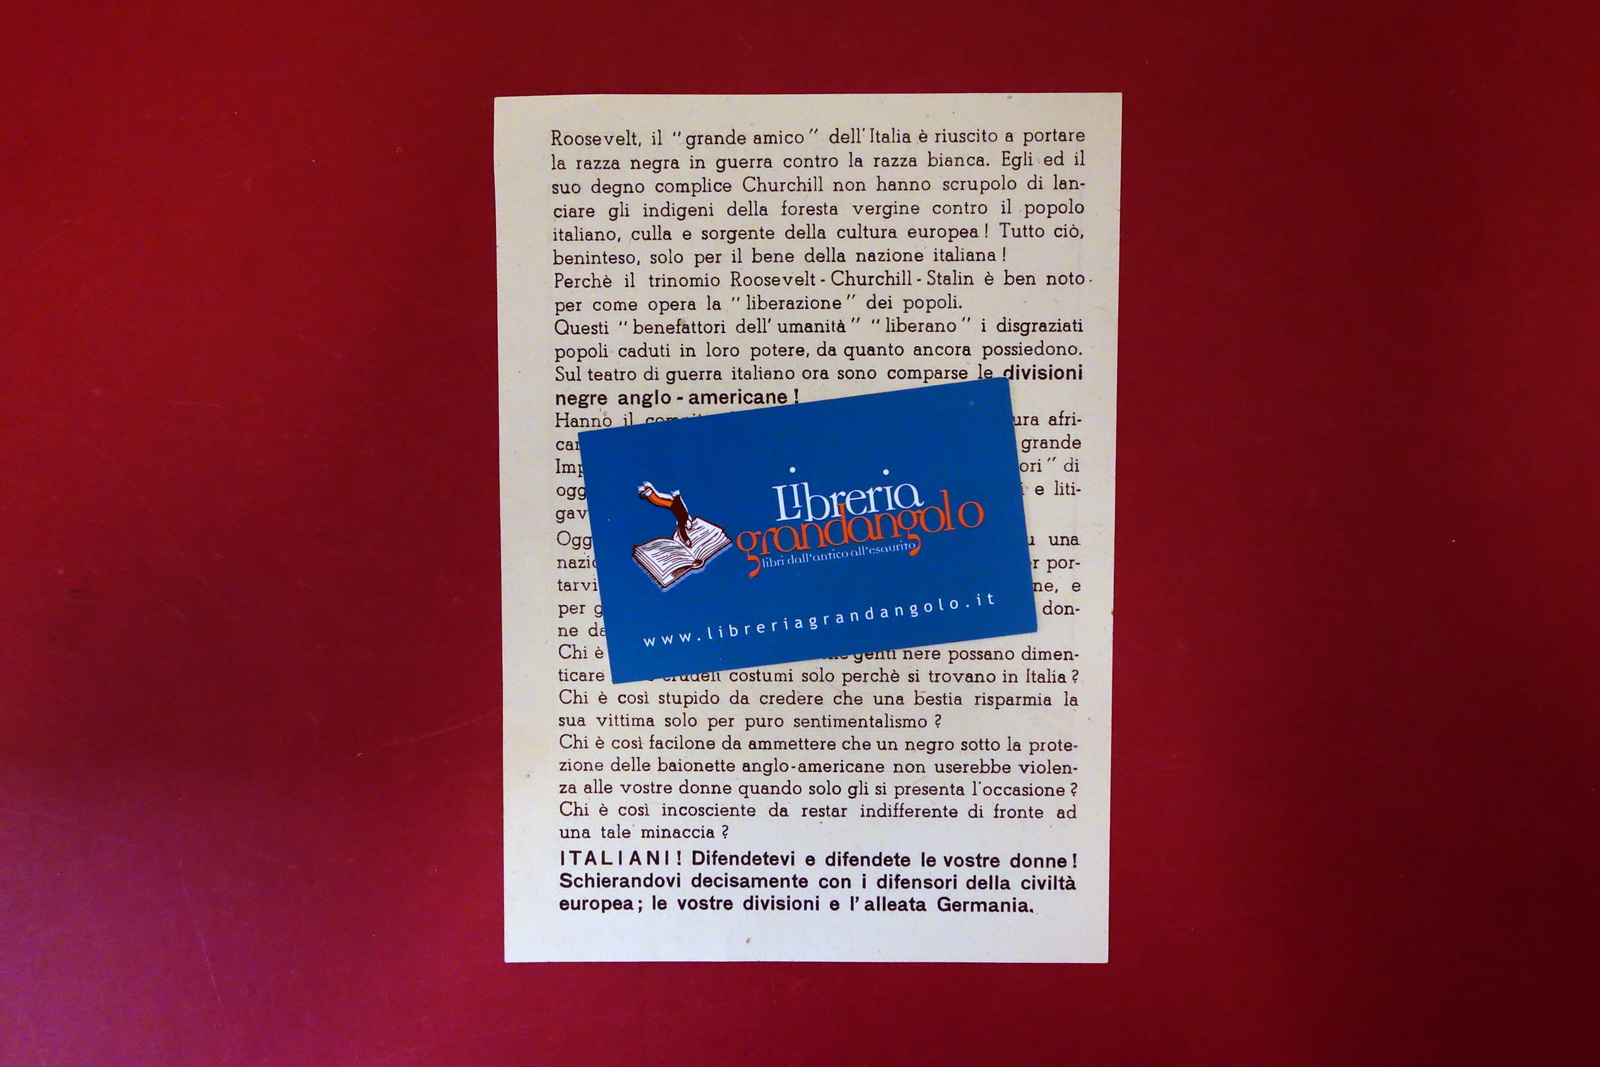 Roosevelt, il "grande amico" dell'Italia è riuscito a portare
la razza negra in guerra contro la razza bianca. Egli ed il
suo degno complice Churchill non hanno scrupolo di lan-
ciare gli indigeni della foresta vergine contro il popolo
italiano, culla e sorgente della cultura europea! Tutto ciò,
beninteso, solo per il bene della nazione italiana!
Perchè il trinomio Roosevelt-Churchill-Stalin è ben noto
per come opera la "liberazione" dei popoli.
Questi "benefattori dell'umanità" "liberano" i disgraziati
popoli caduti in loro potere, da quanto ancora possiedono.
Sul teatro di guerra italiano ora sono comparse le divisioni
negre anglo-americane!
Hanno il afri-
grande
di
e liti-
una
por-
e
per don-
ne
Chi è genti nere possano dimen-
ticare costumi solo perchè si trovano in Italia?
Chi è così stupido da credere che una bestia risparmia la
sua vittima solo per puro sentimentalismo?
Chi è così facilone da ammettere che un negro sotto la prote-
zione delle baionette anglo-americane non userebbe violen-
za alle vostre donne quando solo gli si presenta l'occasione?
Chi è così incosciente da restar indifferente di fronte ad
una tale minaccia?
ITALIANI! Difendetevi e difendete le vostre donne!
Schierandovi decisamente con i difensori della civiltà
europea; le vostre divisioni e l'alleata Germania.
Libreria
grandangolo
libri dall'antico all'esaurito
www.libreriagrandangolo.it